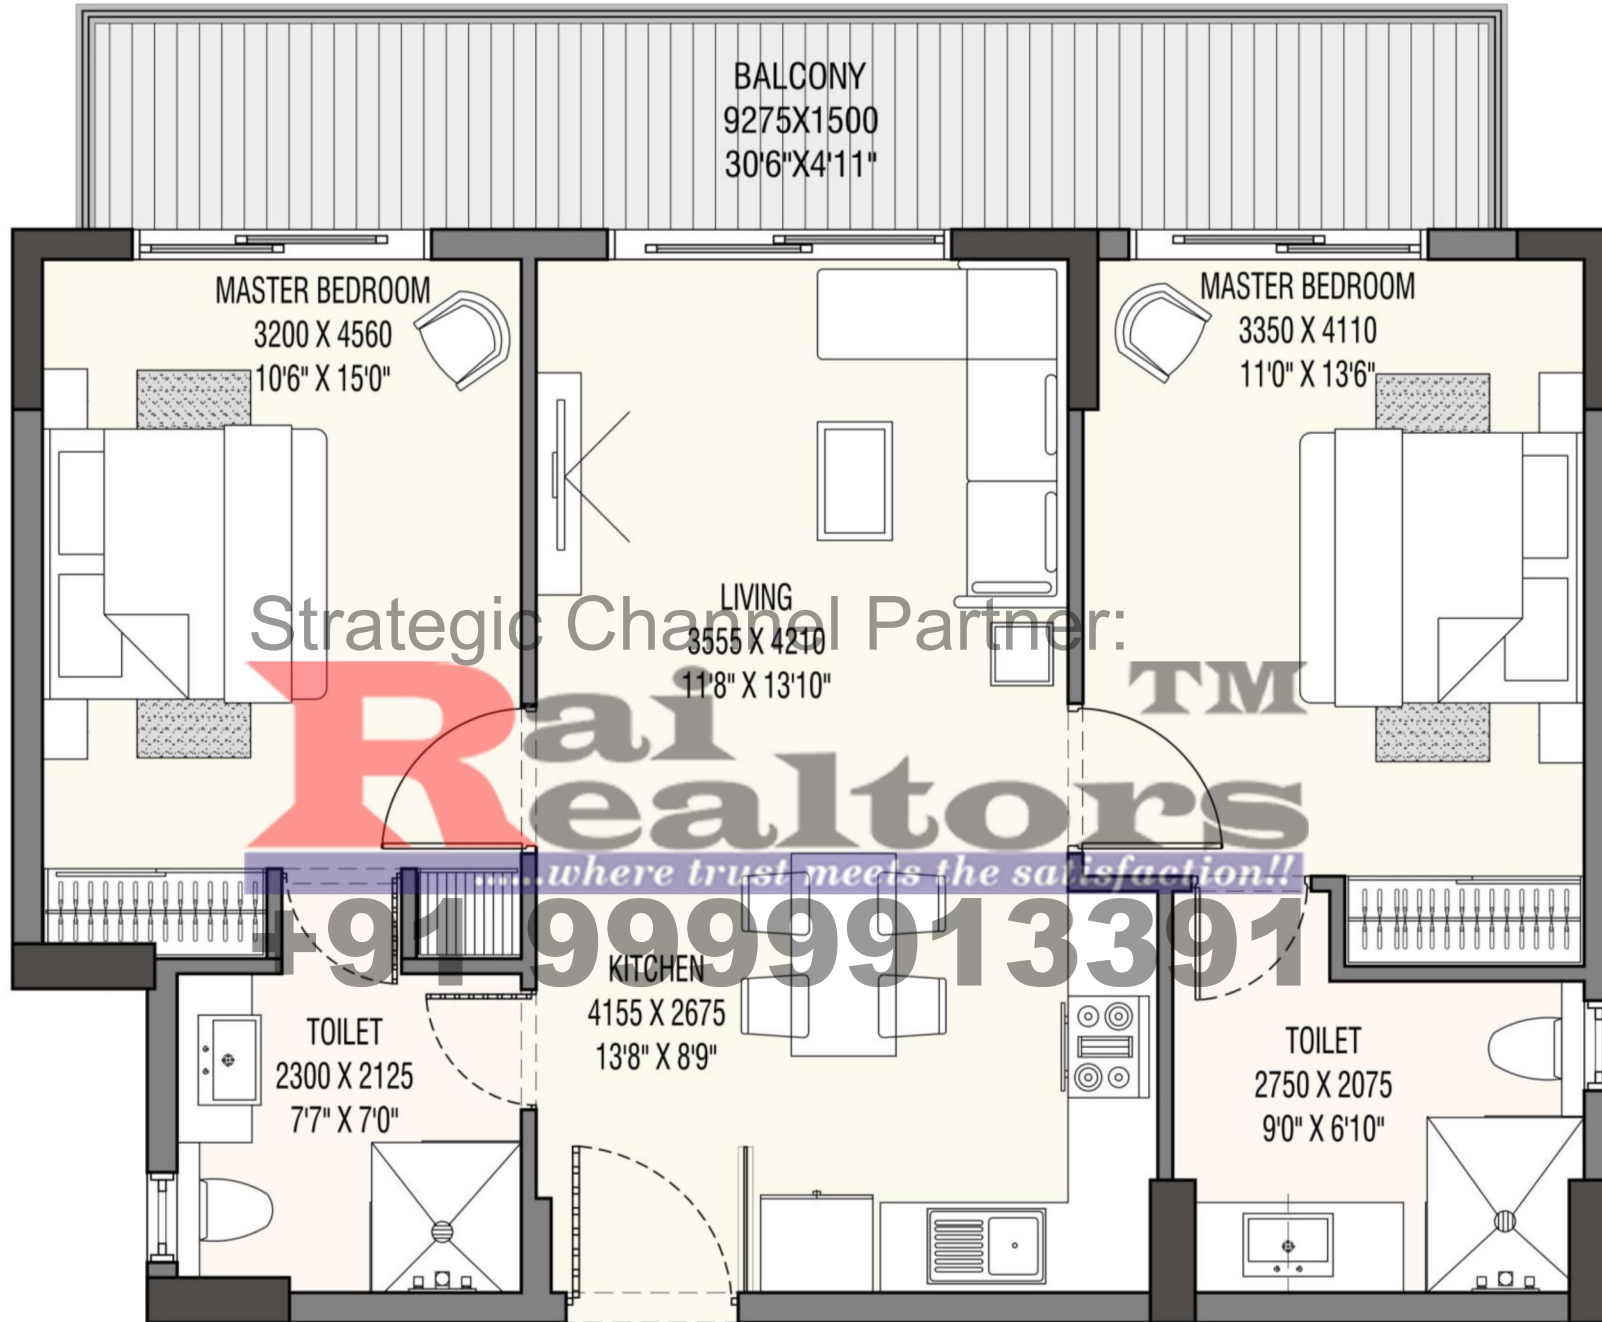 BALCONY
9275X1500
30'6"X4'11"
MASTER BEDROOM
3200 X 4560
10'6" X 15'0"
MASTER BEDROOM
3350 X 4110
11'0" X 13'6"
LIVING
3555 X 4210
11'8" X 13'10"
Strategic Channel Partner:
Rai Realtors TM
......where trust meets the satisfaction!!
+91 9999913391
KITCHEN
4155 X 2675
13'8" X 8'9"
TOILET
2300 X 2125
7'7" X 7'0"
TOILET
2750 X 2075
9'0" X 6'10"